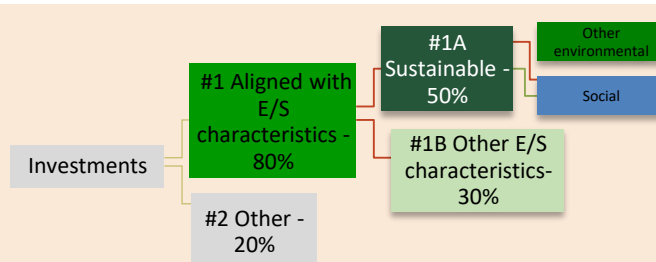 Investments
#1 Aligned with
E/S
characteristics -
80%
#2 Other -
20%
#1A
Sustainable -
50%
#1B Other E/S
characteristics-
30%
Other
environmental
Social